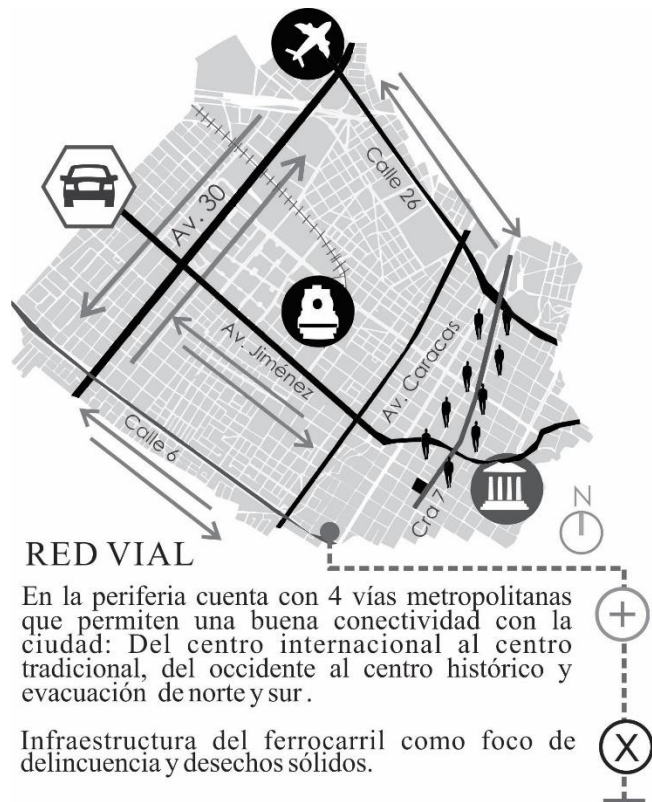 Calle 26
Av. 30
Av. Jiménez
Av. Caracas
Calle 6
Cra 7
N
RED VIAL
En la periferia cuenta con 4 vías metropolitanas
que permiten una buena conectividad con la
ciudad: Del centro internacional al centro
tradicional, del occidente al centro histórico y
evacuación de norte y sur .
+
Infraestructura del ferrocarril como foco de
delincuencia y desechos sólidos.
X